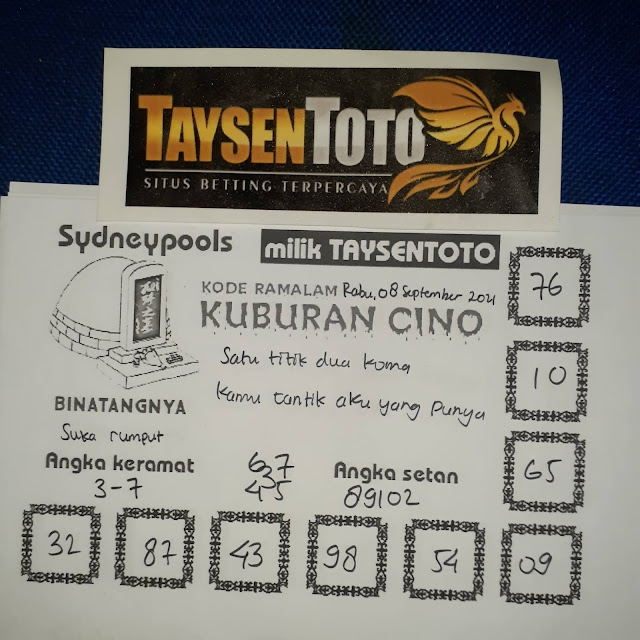 TAYSENTOTO
SITUS BETTING TERPERCAYA
Sydneypools
milik TAYSENTOTO
KODE RAMALAM Rabu, 08 September 2021
KUBURAN CINO
Satu titik dua koma
Kamu tantik aku yang punya
BINATANGNYA
Suka rumput
Angka keramat
3-7
637
45
Angka setan
89102
76
10
65
32
87
43
98
54
09